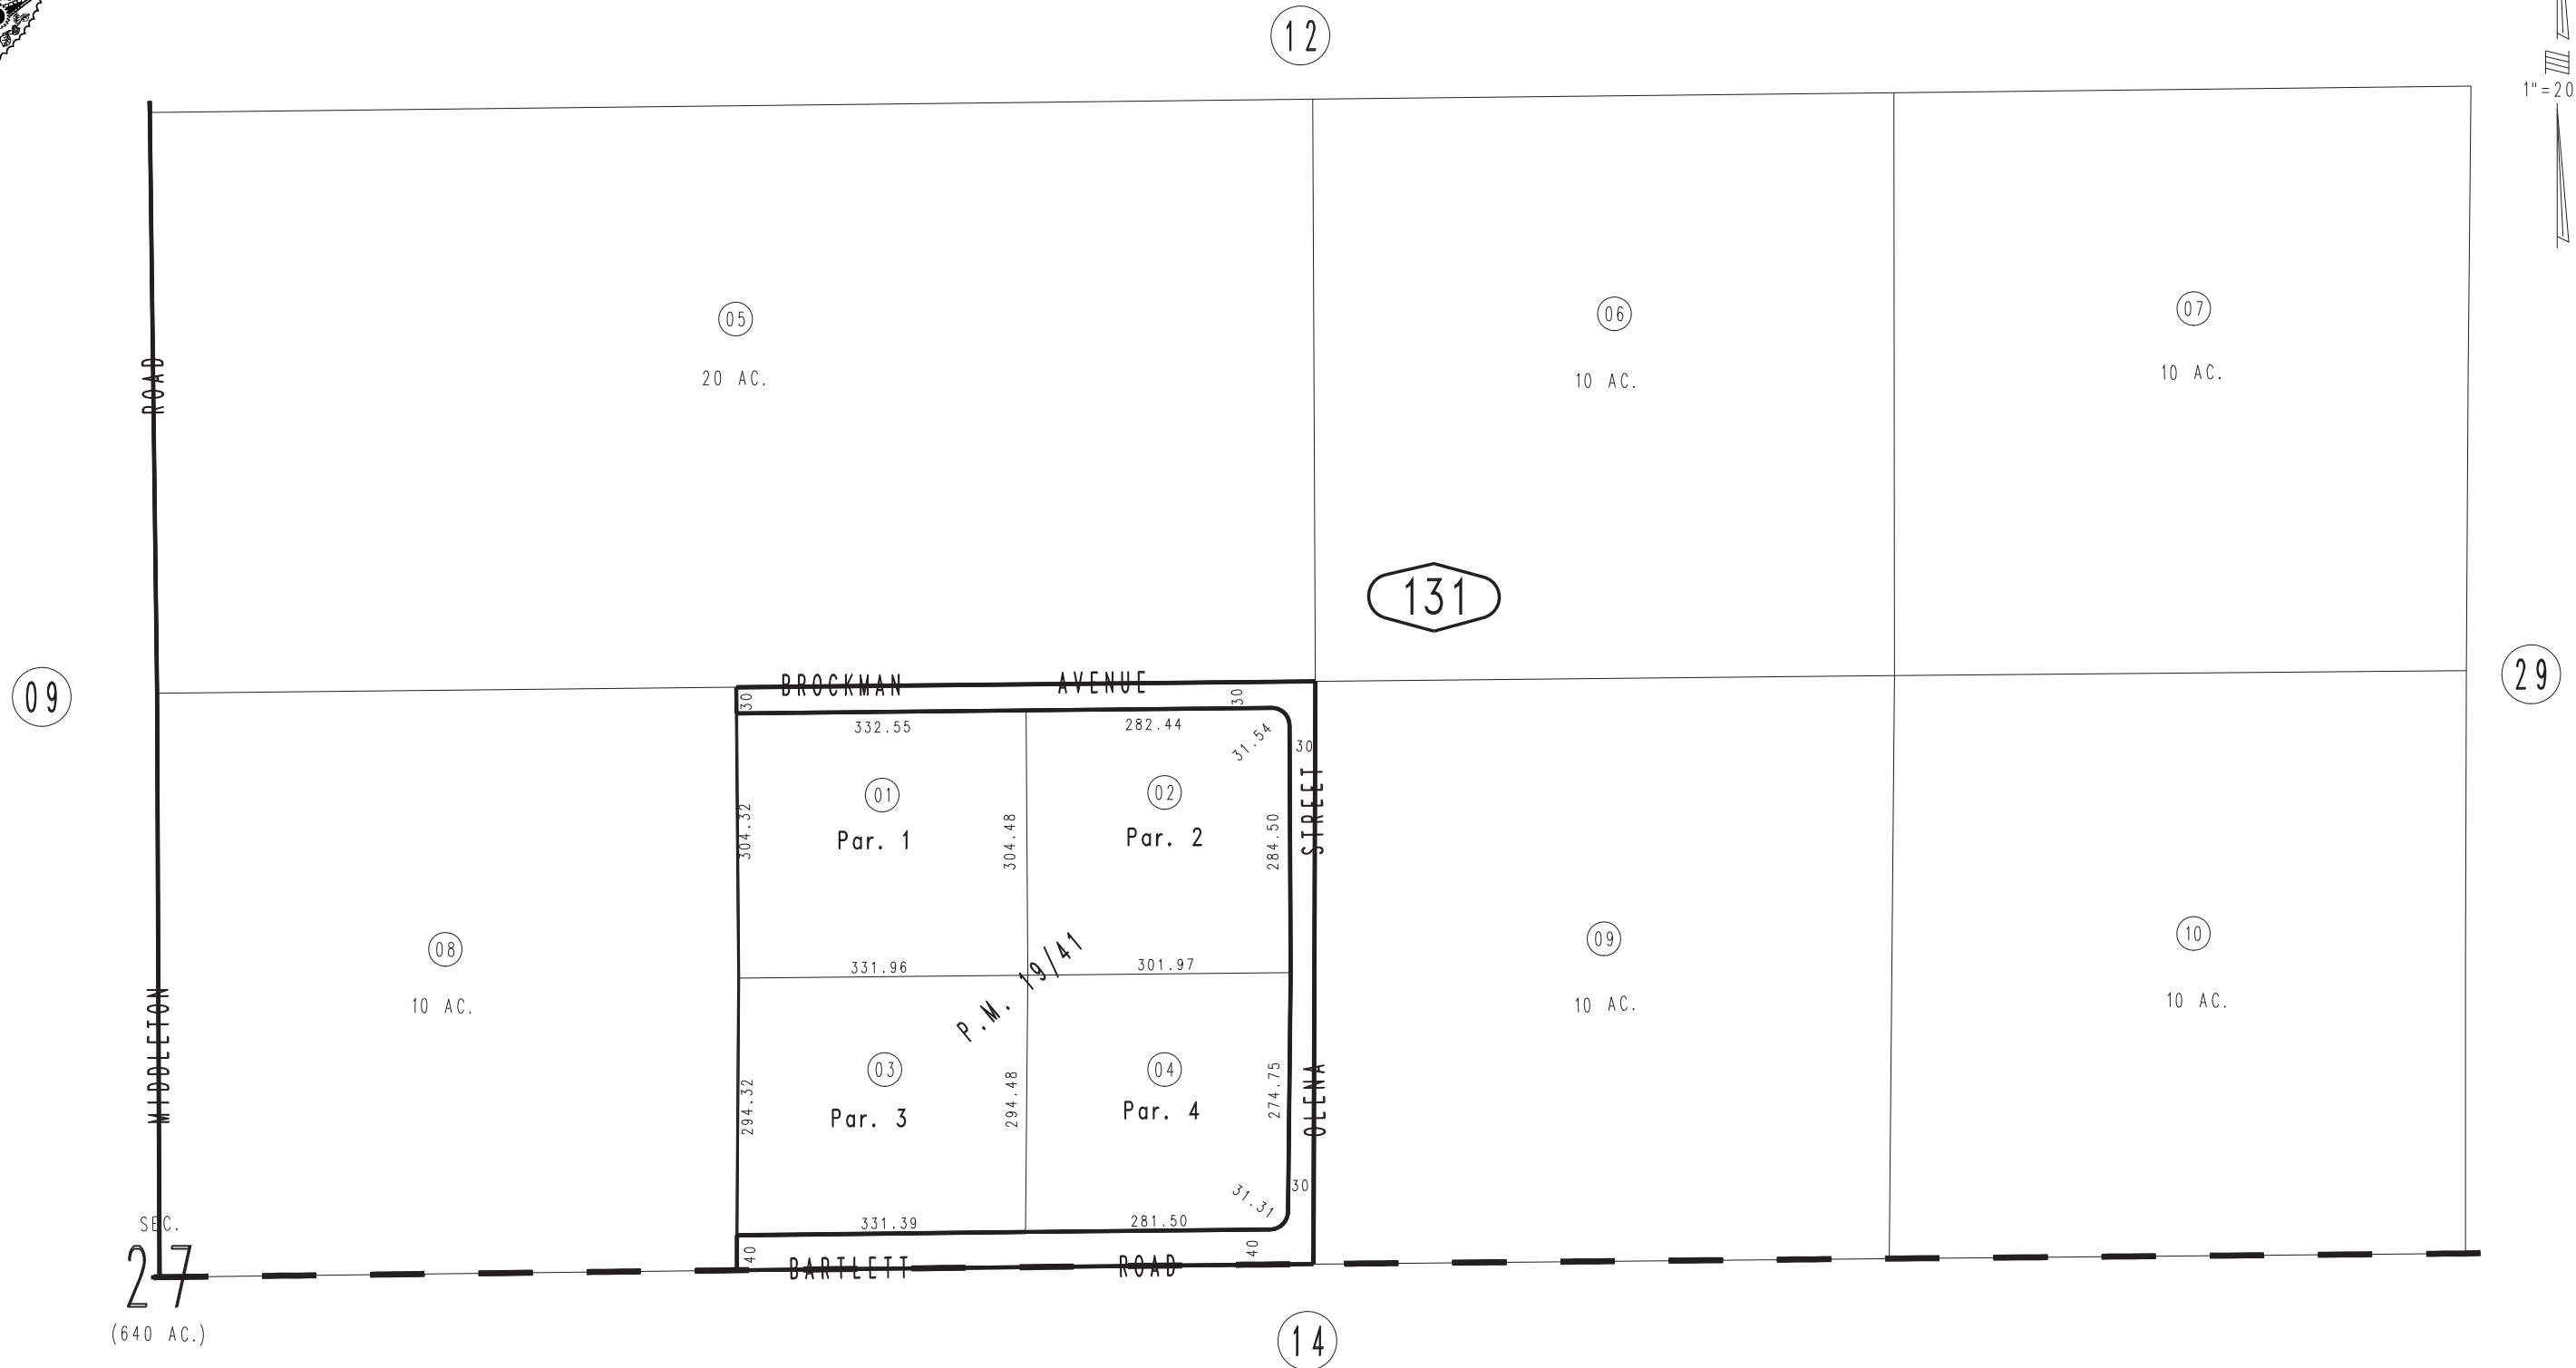 12
1"=20
05
20 AC.
06
10 AC.
07
10 AC.
ROAD
131
09
29
BROCKMAN AVENUE
30
30
332.55
282.44
31.54
30
STREET
01
Par. 1
02
Par. 2
304.32
304.48
284.50
331.96
301.97
P.M. 19/41
08
10 AC.
09
10 AC.
10
10 AC.
MIDDLETON
03
Par. 3
04
Par. 4
294.32
294.48
274.75
OLENA
31.31
30
331.39
281.50
40
40
BARTLETT ROAD
SEC.
27
(640 AC.)
14